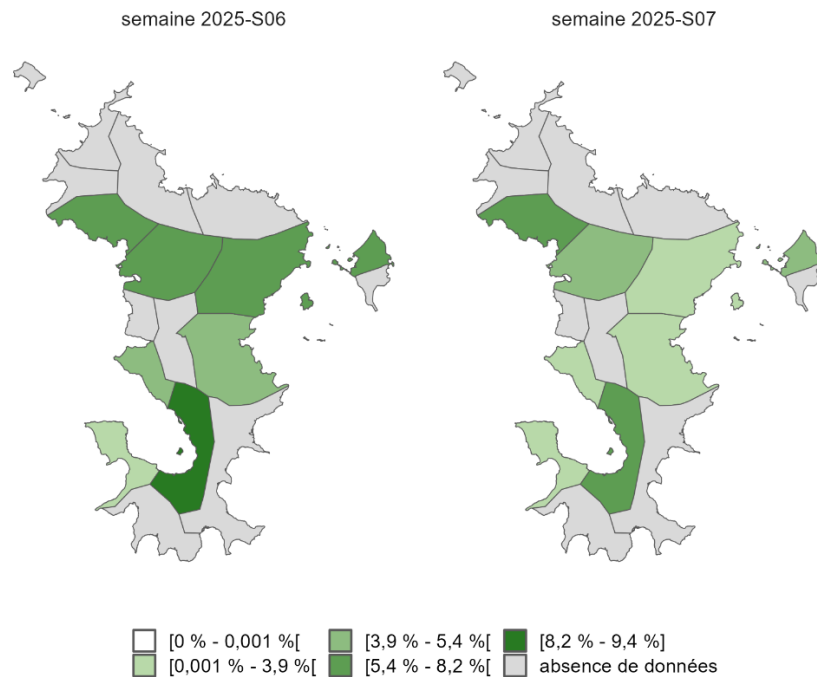 semaine 2025-S06
semaine 2025-S07
[0 % - 0,001 %[
[3,9 % - 5,4 %[
[8,2 % - 9,4 %]
[0,001 % - 3,9 %[
[5,4 % - 8,2 %[
absence de données